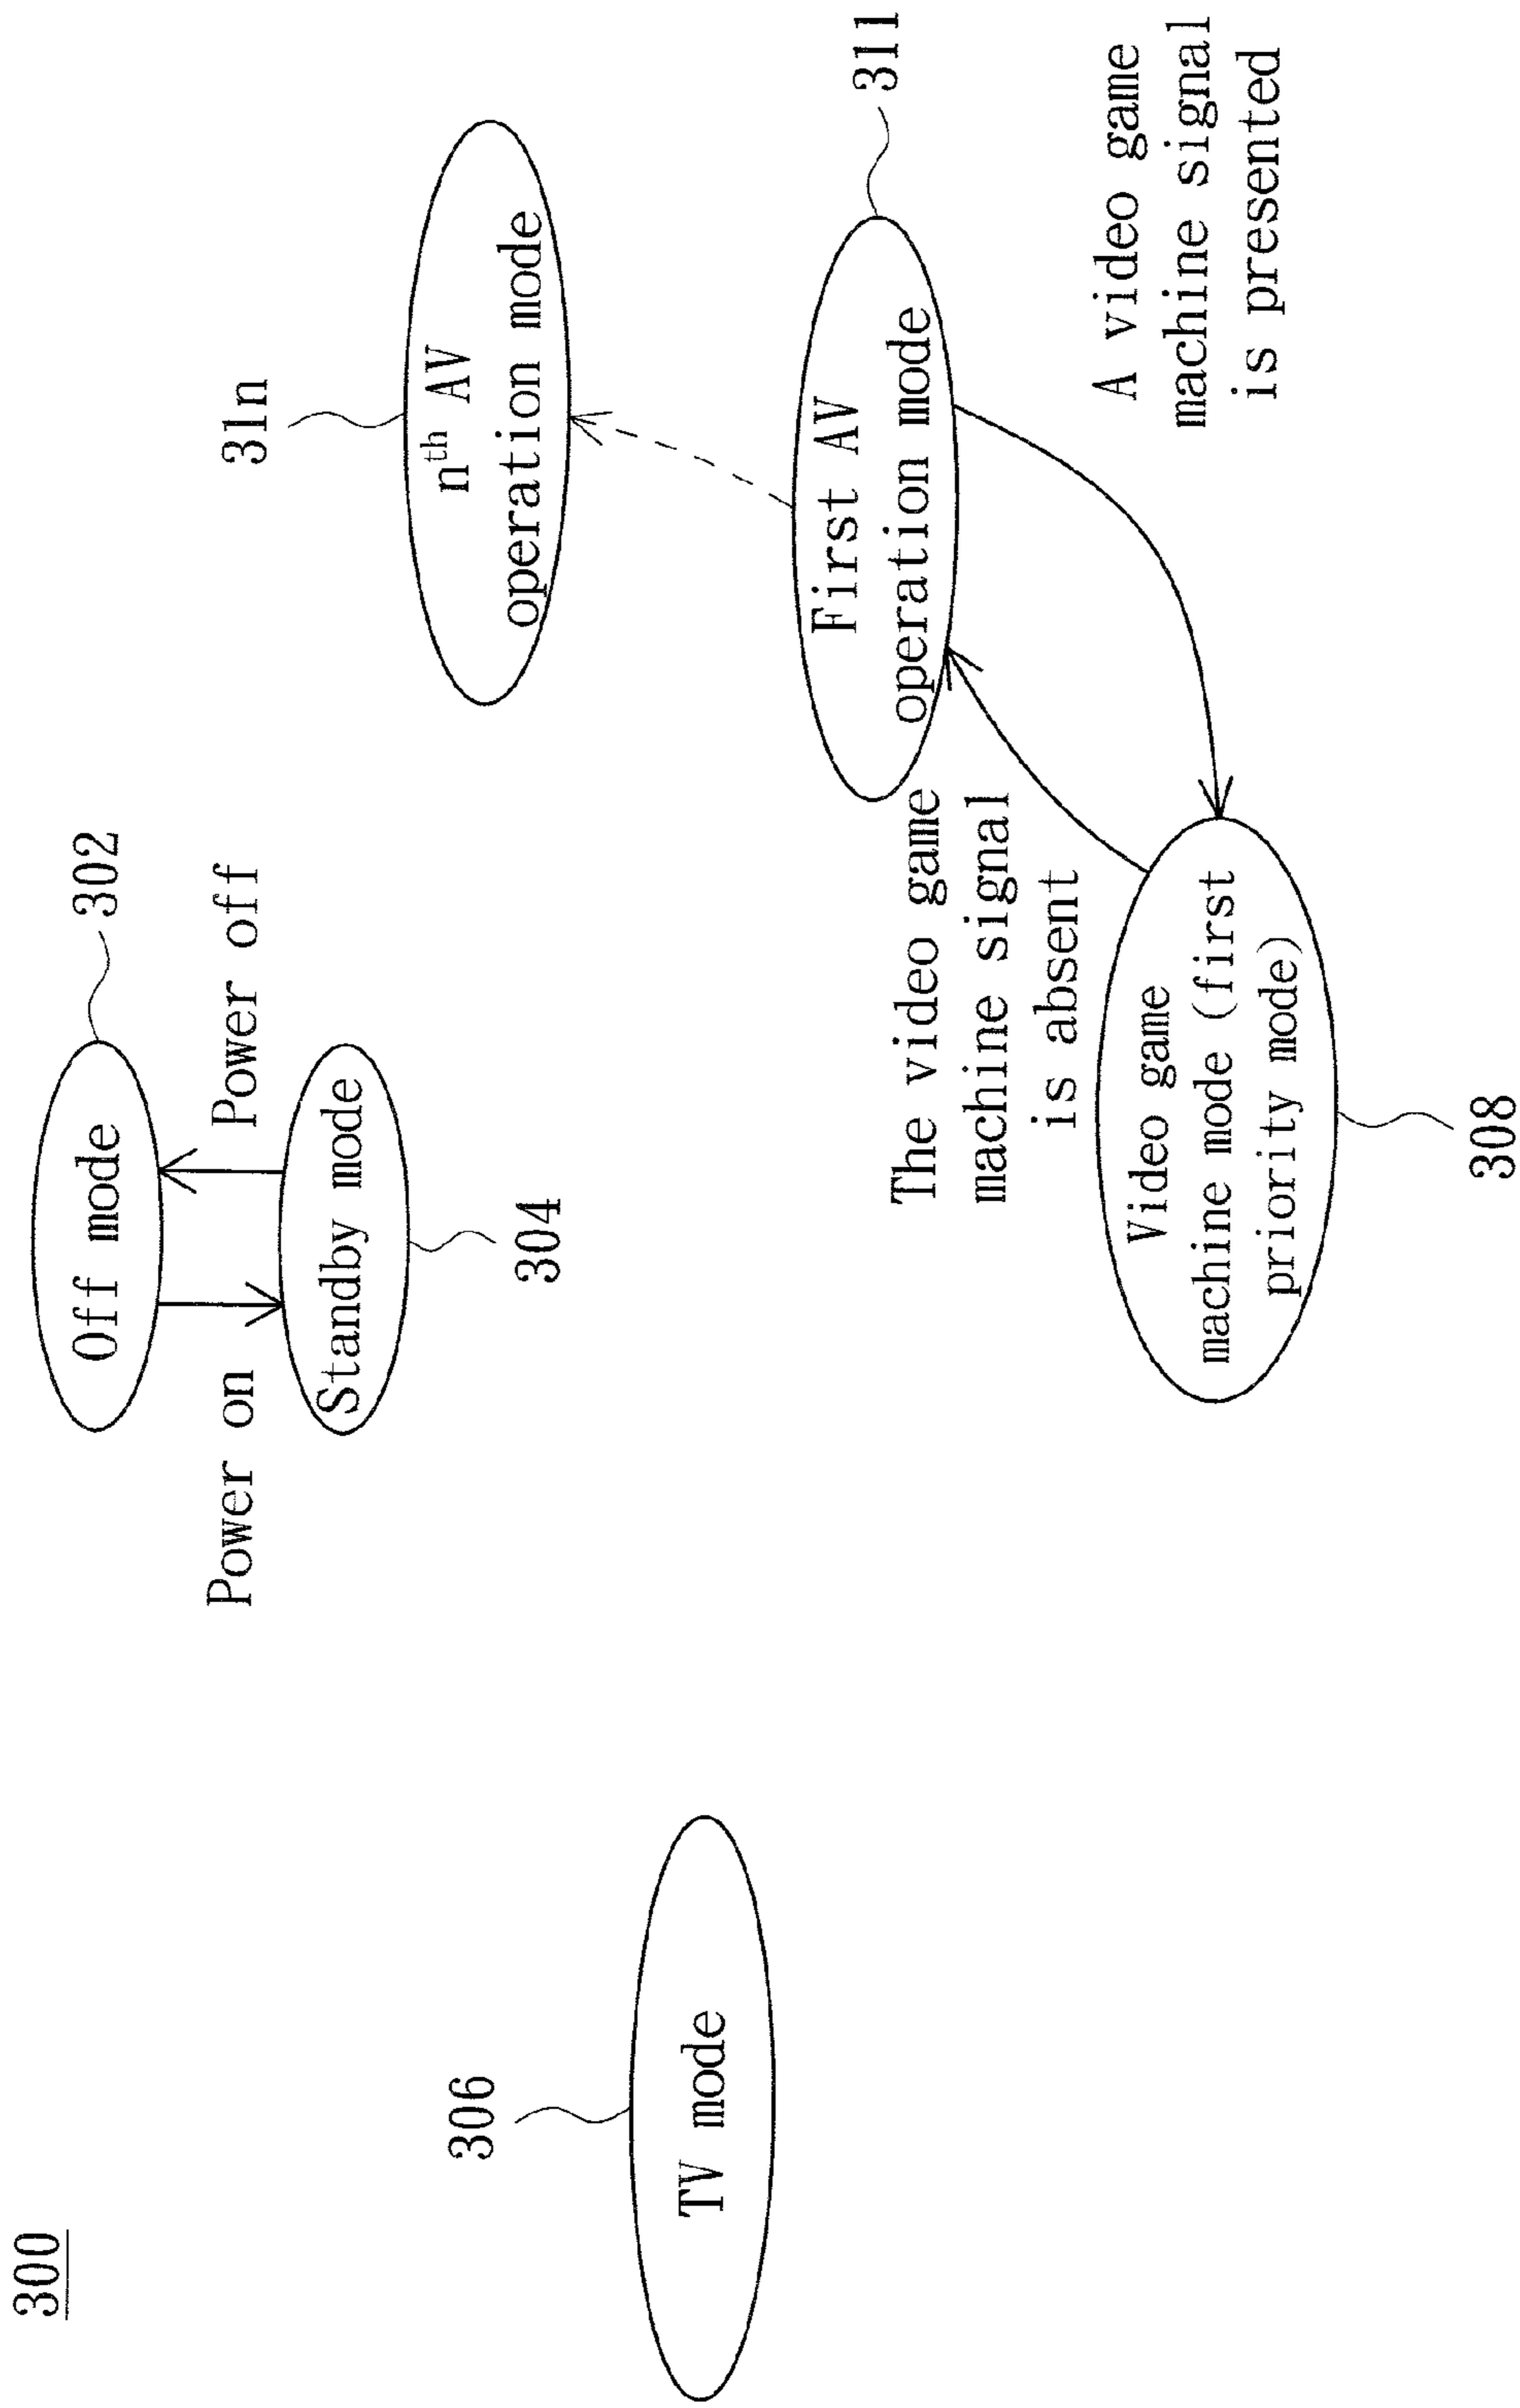 300
302
Off mode
Power on
Power off
Standby mode
304
306
TV mode
31n
nth AV
operation mode
311
First AV
operation mode
The video game
machine signal
is absent
A video game
machine signal
is presented
Video game
machine mode (first
priority mode)
308